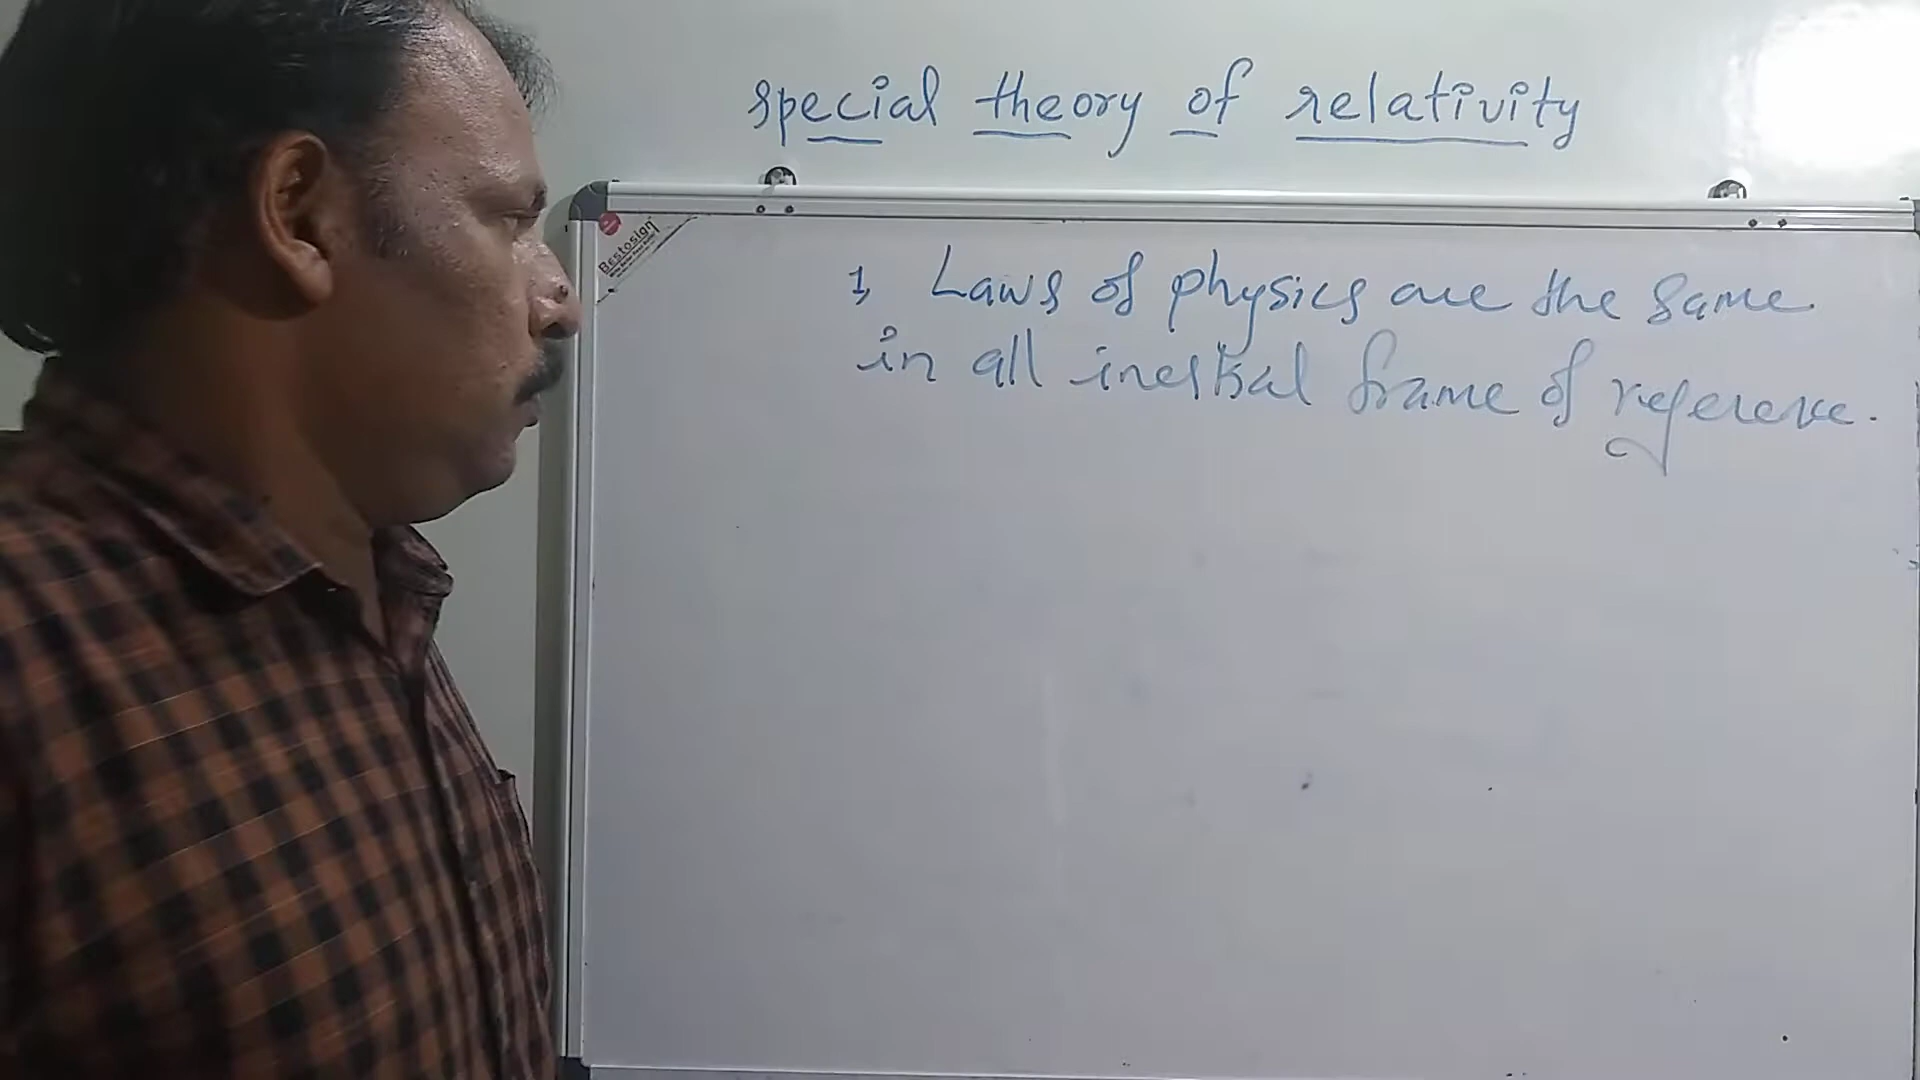 special theory of relativity
Bestosign
1, Laws of physics are the same
in all inertial frame of reference.